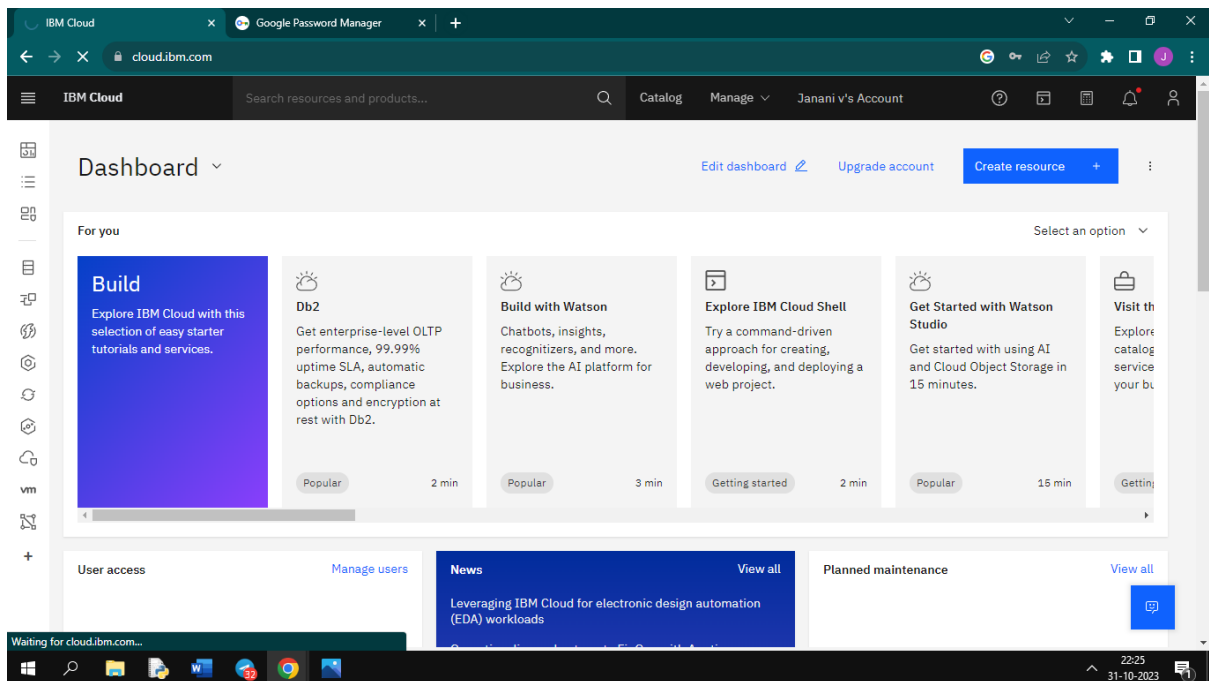 IBM Cloud
Google Password Manager
cloud.ibm.com
J
IBM Cloud
Search resources and products...
Catalog
Manage
Janani v's Account
Dashboard
Edit dashboard
Upgrade account
Create resource +
For you
Select an option
Build
Explore IBM Cloud with this
selection of easy starter
tutorials and services.
Db2
Get enterprise-level OLTP
performance, 99.99%
uptime SLA, automatic
backups, compliance
options and encryption at
rest with Db2.
Popular
2 min
Build with Watson
Chatbots, insights,
recognizers, and more.
Explore the AI platform for
business.
Popular
3 min
Explore IBM Cloud Shell
Try a command-driven
approach for creating,
developing, and deploying a
web project.
Getting started
2 min
Get Started with Watson
Studio
Get started with using AI
and Cloud Object Storage in
15 minutes.
Popular
15 min
Visit th
Explore
catalog
service
your bu
Getting
vm
User access
Manage users
News
View all
Leveraging IBM Cloud for electronic design automation
(EDA) workloads
Planned maintenance
View all
Waiting for cloud.ibm.com...
32
22:25
31-10-2023
1